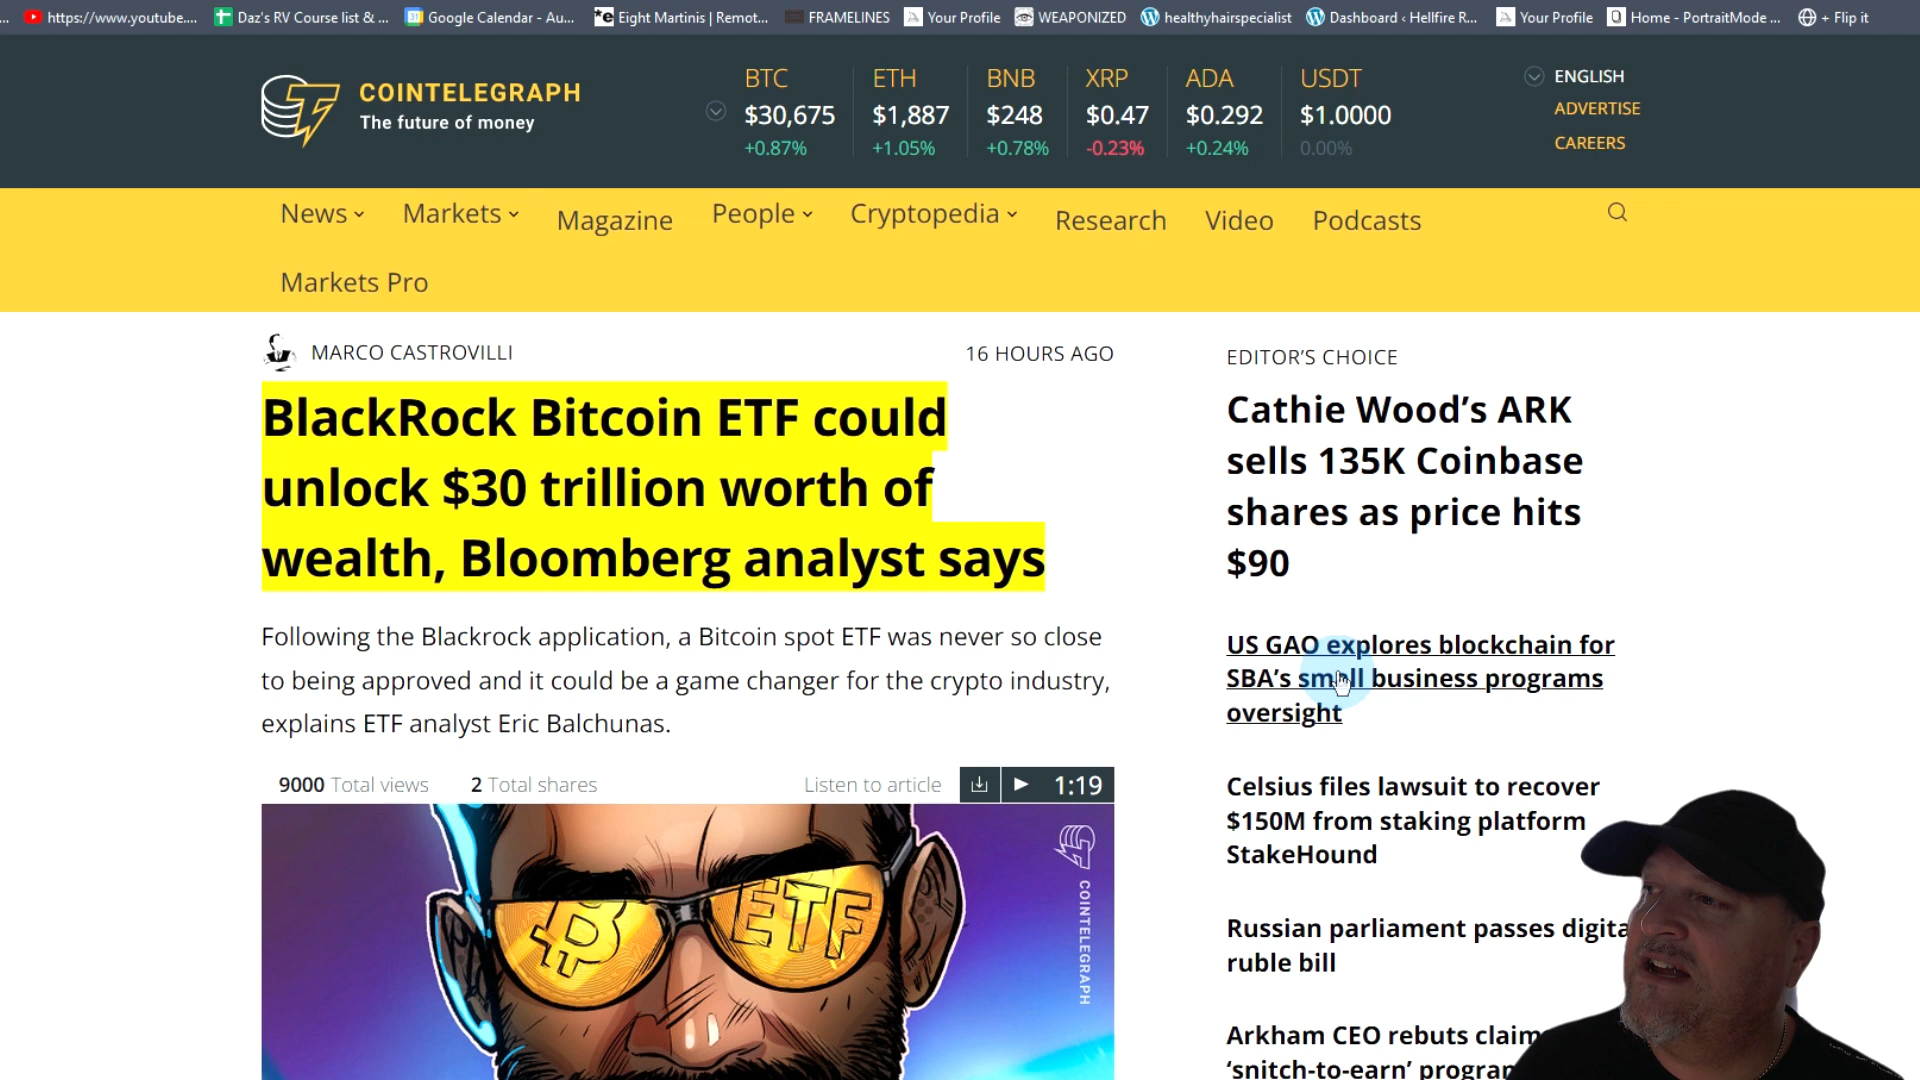 https://www.youtube.... Daz's RV Course list & ... Google Calendar - Au... Eight Martinis | Remot... FRAMELINES Your Profile WEAPONIZED healthyhairspecialist Dashboard ‹ Hellfire R... Your Profile Home - PortraitMode ... + Flip it
COINTELEGRAPH
The future of money
BTC ETH BNB XRP ADA USDT
$30,675 $1,887 $248 $0.47 $0.292 $1.0000
+0.87% +1.05% +0.78% -0.23% +0.24% 0.00%
ENGLISH
ADVERTISE
CAREERS
News Markets Magazine People Cryptopedia Research Video Podcasts
Markets Pro
MARCO CASTROVILLI 16 HOURS AGO
BlackRock Bitcoin ETF could
unlock $30 trillion worth of
wealth, Bloomberg analyst says
Following the Blackrock application, a Bitcoin spot ETF was never so close
to being approved and it could be a game changer for the crypto industry,
explains ETF analyst Eric Balchunas.
9000 Total views 2 Total shares Listen to article 1:19
ETF
COINTELEGRAPH
EDITOR'S CHOICE
Cathie Wood's ARK
sells 135K Coinbase
shares as price hits
$90
US GAO explores blockchain for
SBA's small business programs
oversight
Celsius files lawsuit to recover
$150M from staking platform
StakeHound
Russian parliament passes digita
ruble bill
Arkham CEO rebuts claim
'snitch-to-earn' program